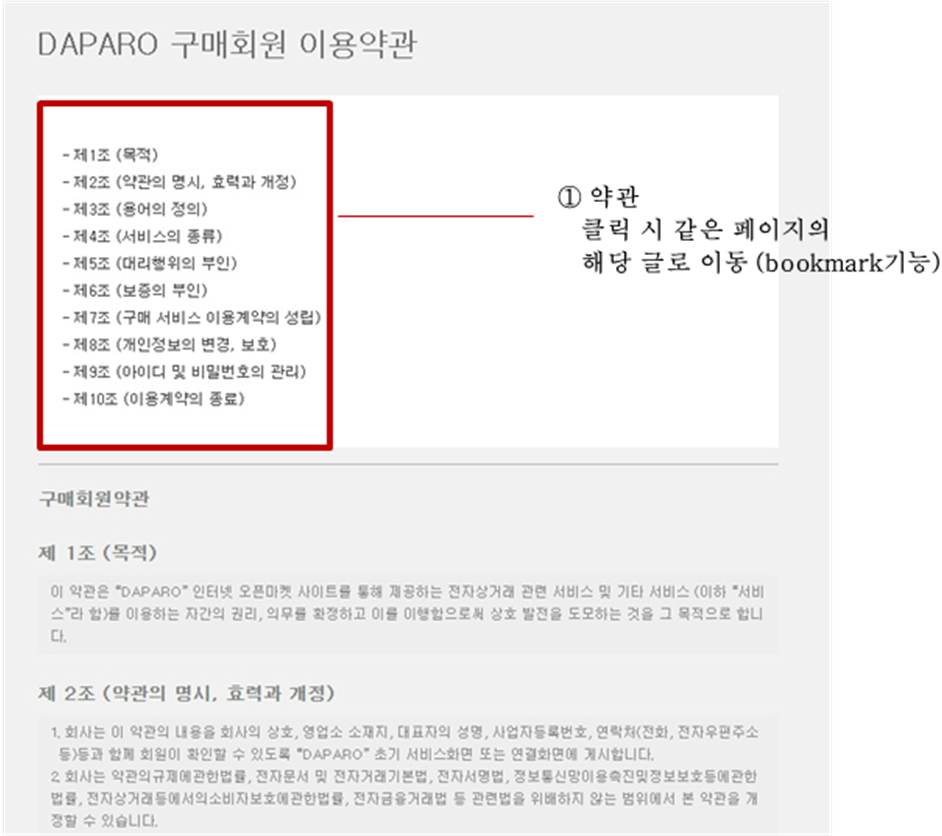 DAPARO 구매회원 이용약관
- 제1조 (목적)
- 제2조 (약관의 명시, 효력과 개정)
- 제3조 (용어의 정의)
- 제4조 (서비스의 종류)
- 제5조 (대리행위의 부인)
- 제6조 (보증의 부인)
- 제7조 (구매 서비스 이용계약의 성립)
- 제8조 (개인정보의 변경, 보호)
- 제9조 (아이디 및 비밀번호의 관리)
- 제10조 (이용계약의 종료)
① 약관
클릭 시 같은 페이지의
해당 글로 이동 (bookmark기능)
구매회원약관
제 1조 (목적)
이 약관은 "DAPARO" 인터넷 오픈마켓 사이트를 통해 제공하는 전자상거래 관련 서비스 및 기타 서비스 (이하 "서비
스"라 함)를 이용하는 자간의 권리, 의무를 확정하고 이를 이행함으로써 상호 발전을 도모하는 것을 그 목적으로 합니
다.
제 2조 (약관의 명시, 효력과 개정)
1. 회사는 이 약관의 내용을 회사의 상호, 영업소 소재지, 대표자의 성명, 사업자등록번호, 연락처(전화, 전자우편주소
등)등과 함께 회원이 확인할 수 있도록 "DAPARO" 초기 서비스화면 또는 연결화면에 게시합니다.
2. 회사는 약관의규제에관한법률, 전자문서 및 전자거래기본법, 전자서명법, 정보통신망이용촉진및정보보호등에관한
법률, 전자상거래등에서의소비자보호에관한법률, 전자금융거래법 등 관련법을 위배하지 않는 범위에서 본 약관을 개
정할 수 있습니다.